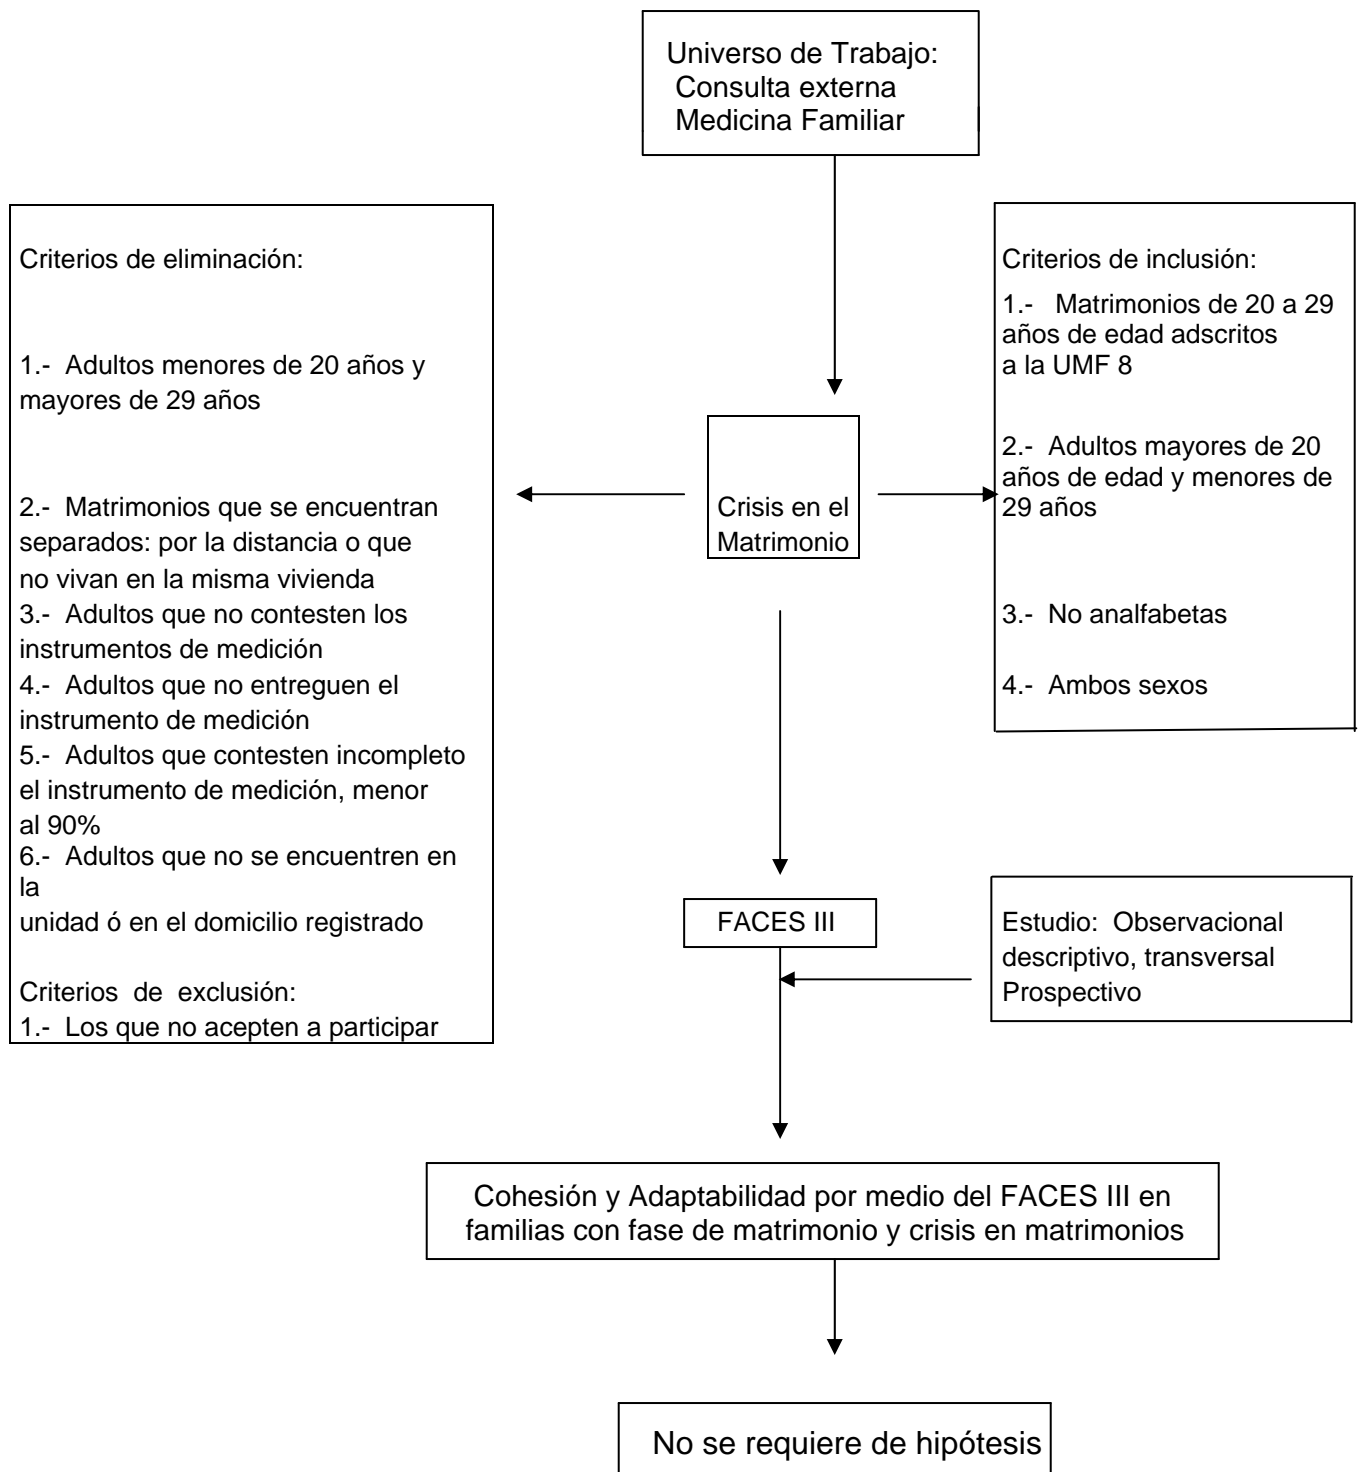 Universo de Trabajo:
Consulta externa
Medicina Familiar
Criterios de eliminación:
1.- Adultos menores de 20 años y
mayores de 29 años
2.- Matrimonios que se encuentran
separados: por la distancia o que
no vivan en la misma vivienda
3.- Adultos que no contesten los
instrumentos de medición
4.- Adultos que no entreguen el
instrumento de medición
5.- Adultos que contesten incompleto
el instrumento de medición, menor
al 90%
6.- Adultos que no se encuentren en
la
unidad ó en el domicilio registrado
Criterios de exclusión:
1.- Los que no acepten a participar
Crisis en el
Matrimonio
Criterios de inclusión:
1.- Matrimonios de 20 a 29
años de edad adscritos
a la UMF 8
2.- Adultos mayores de 20
años de edad y menores de
29 años
3.- No analfabetas
4.- Ambos sexos
FACES III
Estudio: Observacional
descriptivo, transversal
Prospectivo
Cohesión y Adaptabilidad por medio del FACES III en
familias con fase de matrimonio y crisis en matrimonios
No se requiere de hipótesis